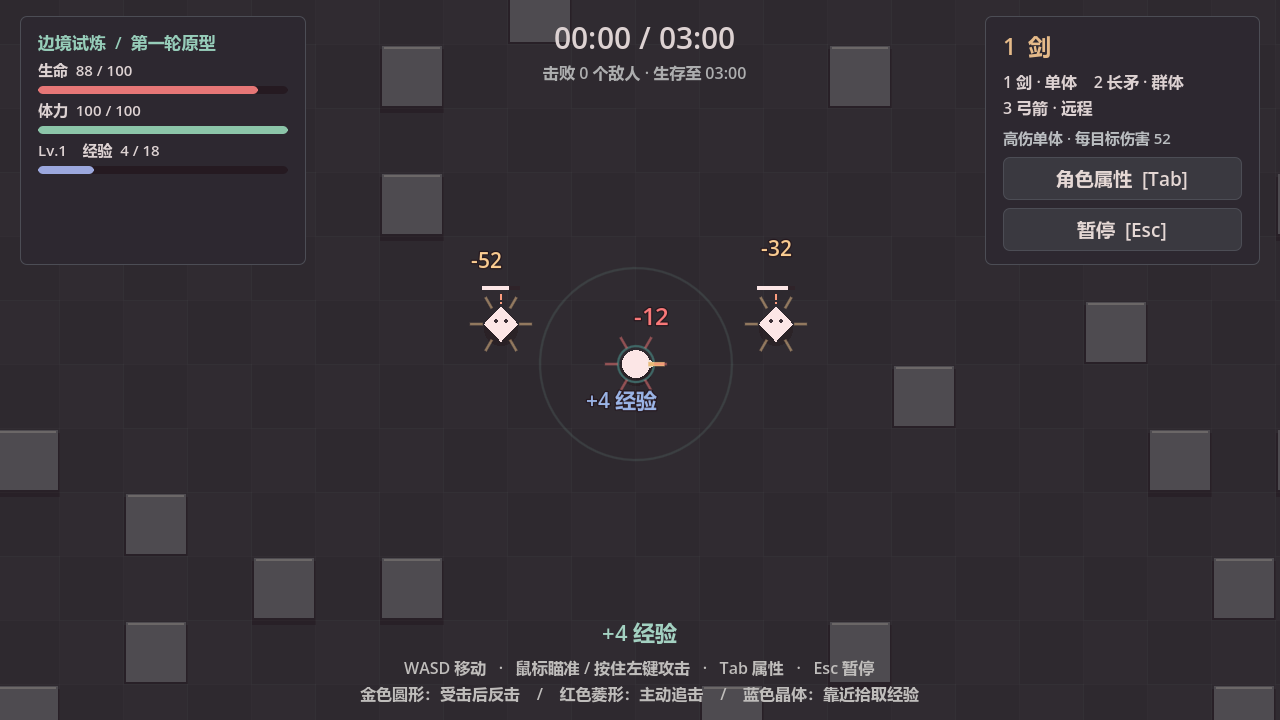 边境试炼 / 第一轮原型
生命 88 / 100
体力 100 / 100
Lv.1 经验 4 / 18
00:00 / 03:00
击败 0 个敌人 · 生存至 03:00
1 剑
1 剑 · 单体 2 长矛 · 群体
3 弓箭 · 远程
高伤单体 · 每目标伤害 52
角色属性 [Tab]
暂停 [Esc]
-52
-32
-12
+4 经验
+4 经验
WASD 移动 · 鼠标瞄准 / 按住左键攻击 · Tab 属性 · Esc 暂停
金色圆形：受击后反击 / 红色菱形：主动追击 / 蓝色晶体：靠近拾取经验